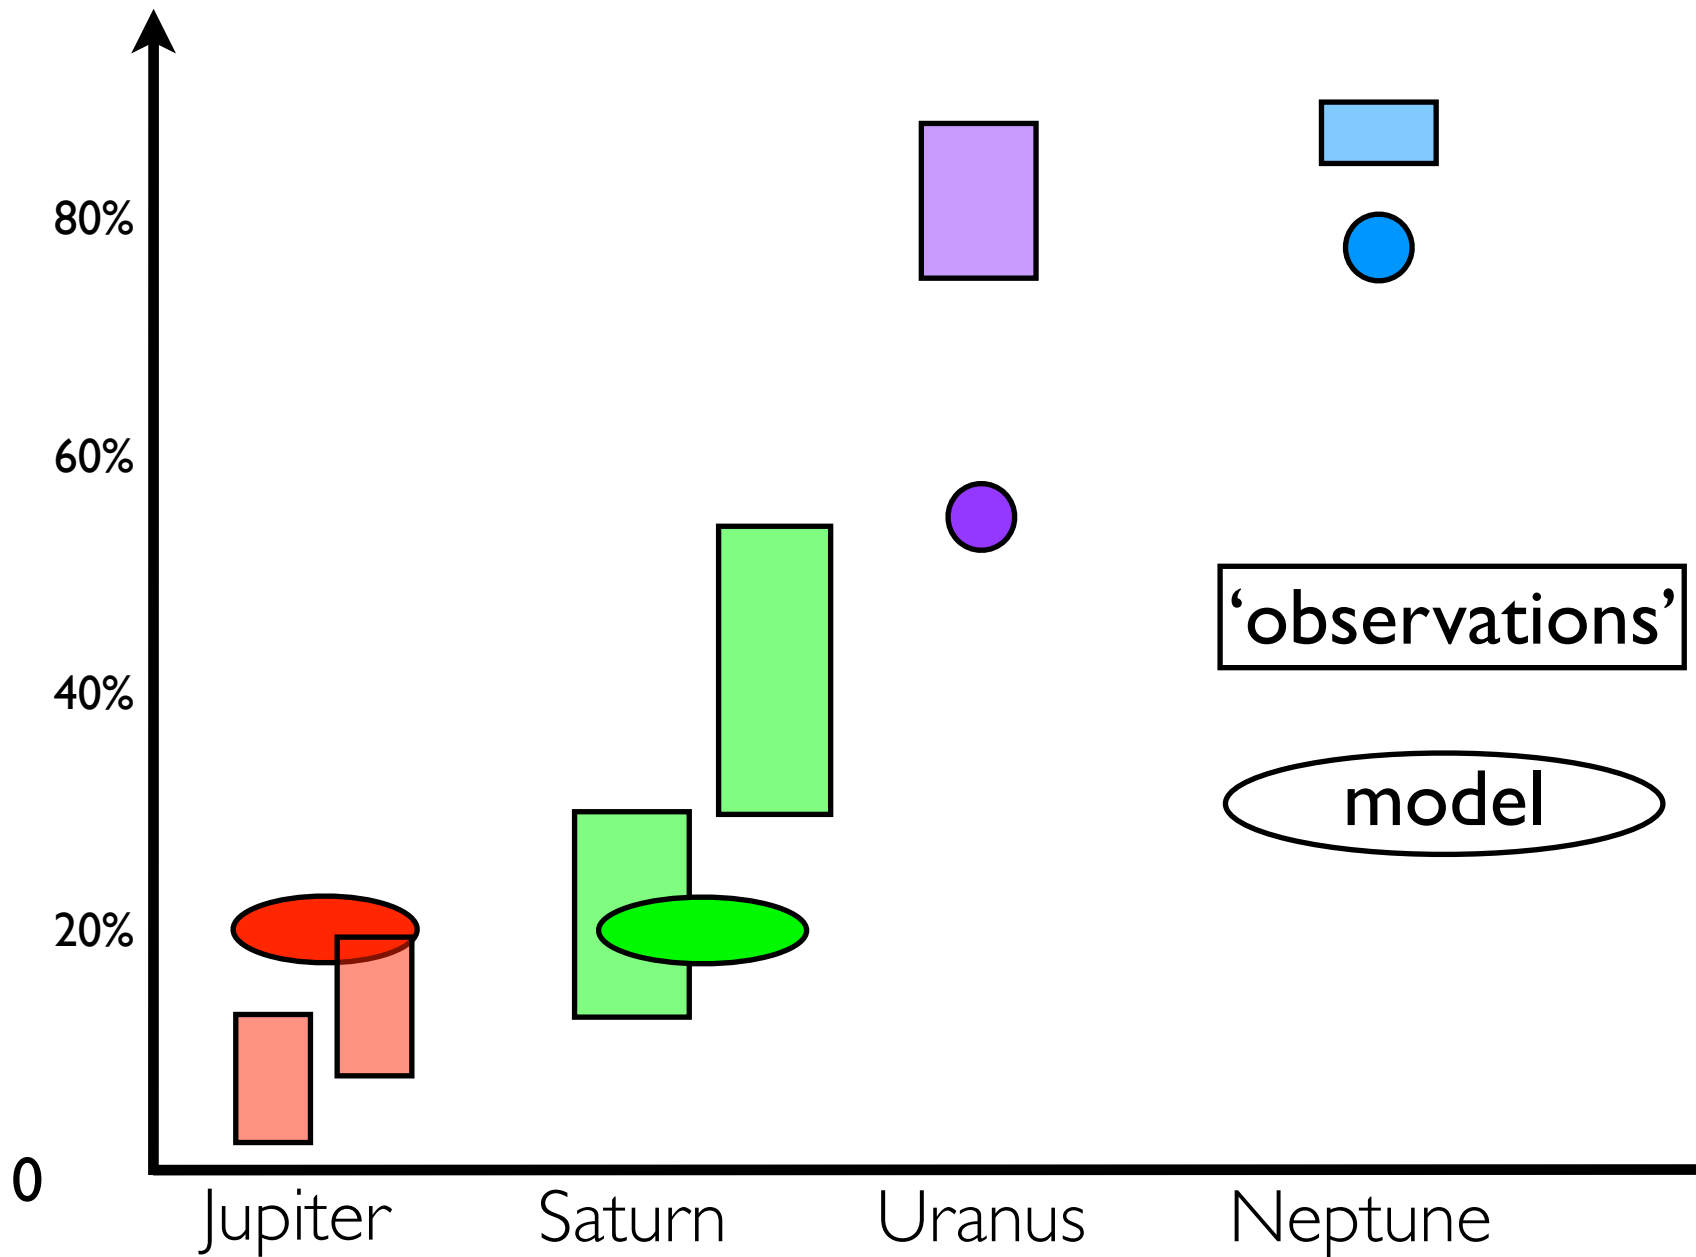 80%
60%
40%
20%
0
Jupiter Saturn Uranus Neptune
‘observations’
model